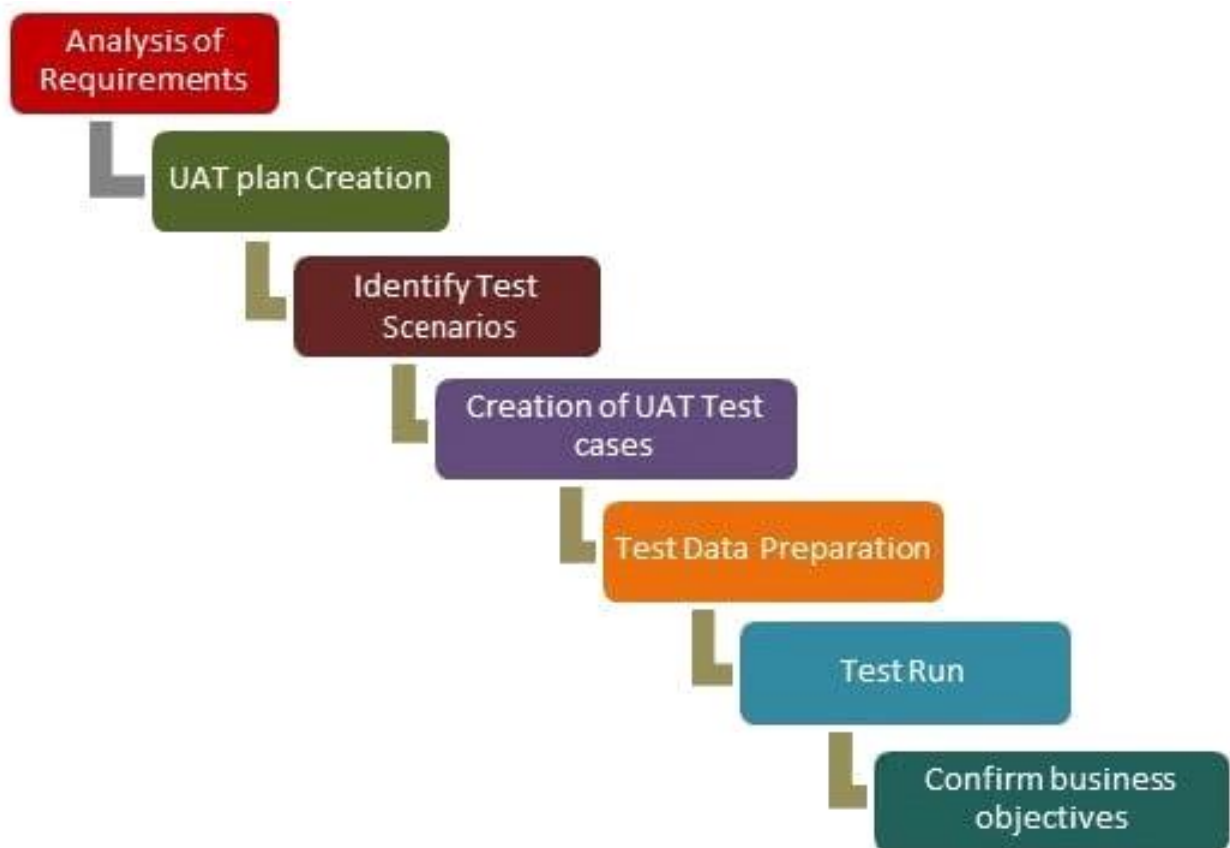 Analysis of
Requirements
UAT plan Creation
Identify Test
Scenarios
Creation of UAT Test
cases
Test Data Preparation
Test Run
Confirm business
objectives